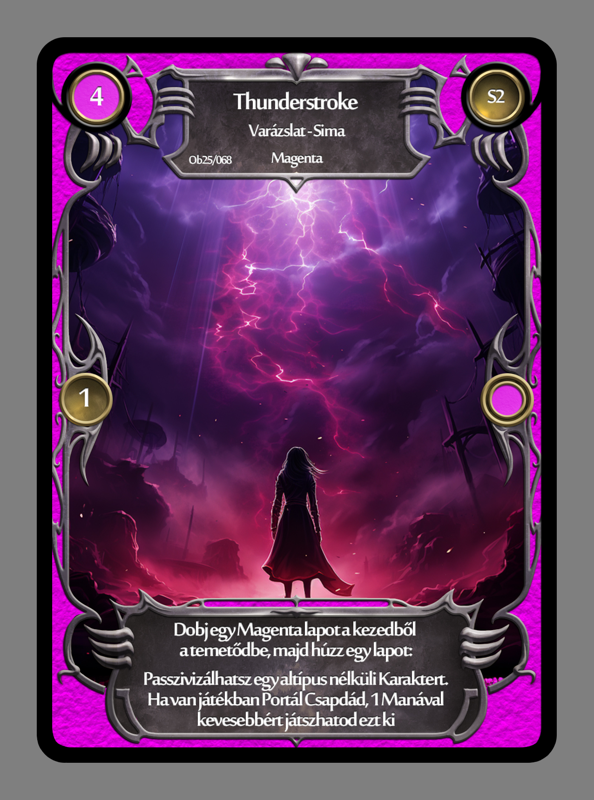 4
Thunderstroke
S2
Varázslat - Sima
Ob25/068
Magenta
1
Dobj egy Magenta lapot a kezedből
a temetődbe, majd húzz egy lapot:
Passzivizálhatsz egy altípus nélküli Karaktert.
Ha van játékban Portál Csapdád, 1 Manával
kevesebbért játszhatod ezt ki